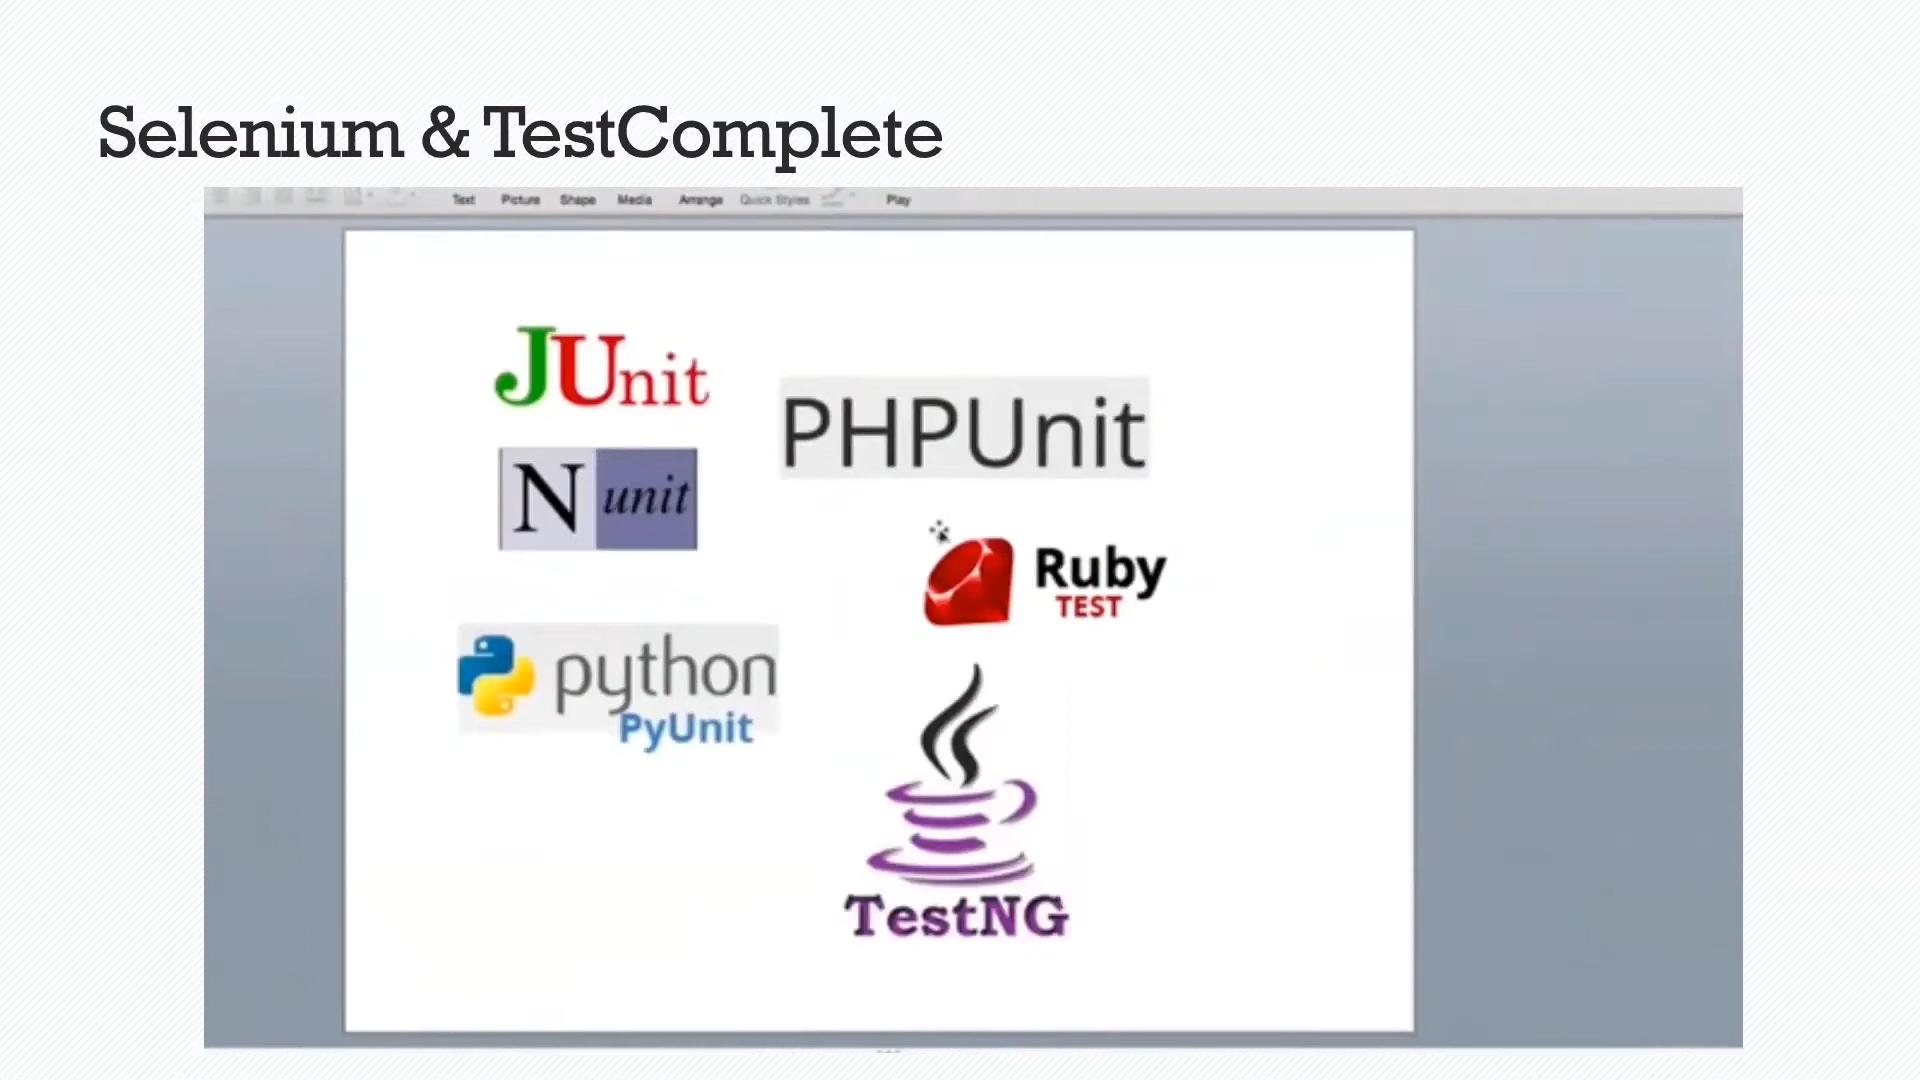 Selenium & TestComplete
Text Picture Shape Media Arrange Quick Styles Play
JUnit
PHPUnit
N unit
Ruby
TEST
python
PyUnit
TestNG